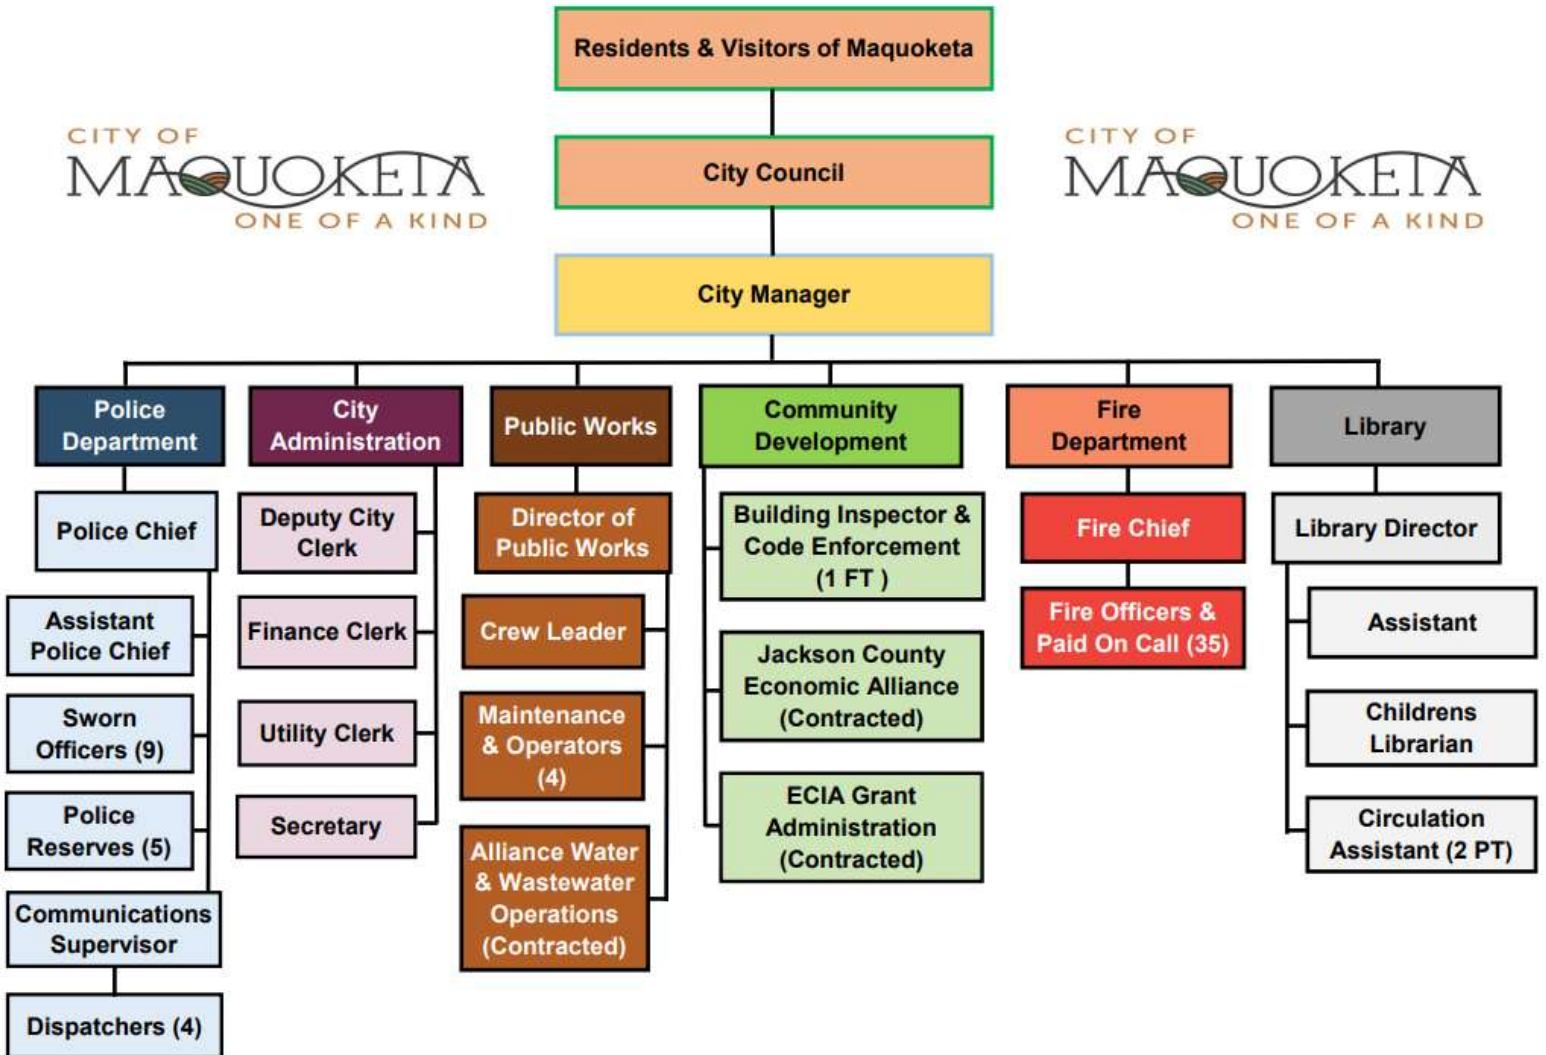 Residents & Visitors of Maquoketa
CITY OF
MAQUOKETA
ONE OF A KIND
City Council
CITY OF
MAQUOKETA
ONE OF A KIND
City Manager
Police
Department
Police Chief
Assistant
Police Chief
Sworn
Officers (9)
Police
Reserves (5)
Communications
Supervisor
Dispatchers (4)
City
Administration
Deputy City
Clerk
Finance Clerk
Utility Clerk
Secretary
Public Works
Director of
Public Works
Crew Leader
Maintenance
& Operators
(4)
Alliance Water
& Wastewater
Operations
(Contracted)
Community
Development
Building Inspector &
Code Enforcement
(1 FT )
Jackson County
Economic Alliance
(Contracted)
ECIA Grant
Administration
(Contracted)
Fire
Department
Fire Chief
Fire Officers &
Paid On Call (35)
Library
Library Director
Assistant
Childrens
Librarian
Circulation
Assistant (2 PT)